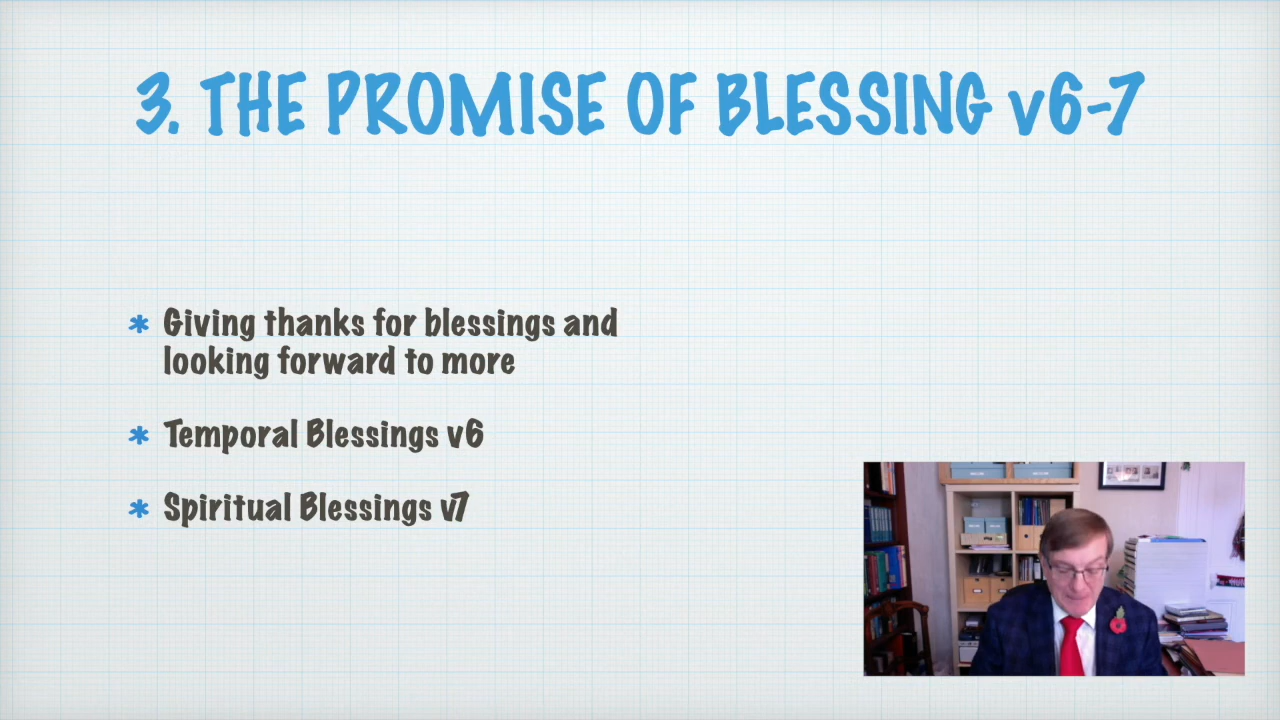 3. THE PROMISE OF BLESSING v6-7
* Giving thanks for blessings and
looking forward to more
* Temporal Blessings v6
* Spiritual Blessings v7